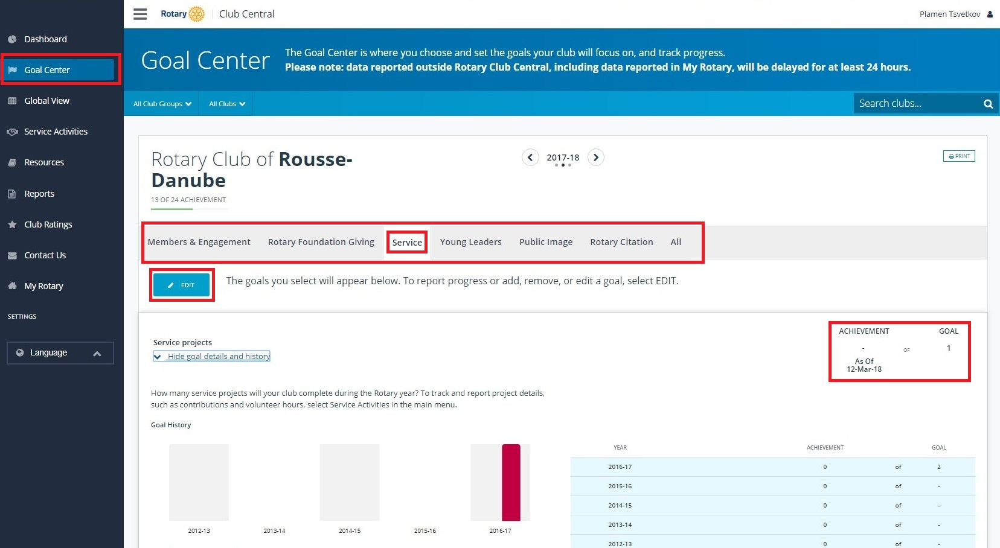 Rotary
Club Central
Plamen Tsvetkov
Dashboard
Goal Center
Global View
Service Activities
Resources
Reports
Club Ratings
Contact Us
My Rotary
SETTINGS
Language
Goal Center
The Goal Center is where you choose and set the goals your club will focus on, and track progress.
Please note: data reported outside Rotary Club Central, including data reported in My Rotary, will be delayed for at least 24 hours.
All Club Groups
All Clubs
Search clubs...
Rotary Club of Rousse-
Danube
13 OF 24 ACHIEVEMENT
2017-18
PRINT
Members & Engagement Rotary Foundation Giving Service Young Leaders Public Image Rotary Citation All
EDIT
The goals you select will appear below. To report progress or add, remove, or edit a goal, select EDIT.
Service projects
Hide goal details and history
ACHIEVEMENT GOAL
- OF 1
As Of
12-Mar-18
How many service projects will your club complete during the Rotary year? To track and report project details,
such as contributions and volunteer hours, select Service Activities in the main menu.
Goal History
2012-13 2013-14 2014-15 2015-16 2016-17
YEAR ACHIEVEMENT GOAL
2016-17 0 of 2
2015-16 0 of -
2014-15 0 of -
2013-14 0 of -
2012-13 0 of -